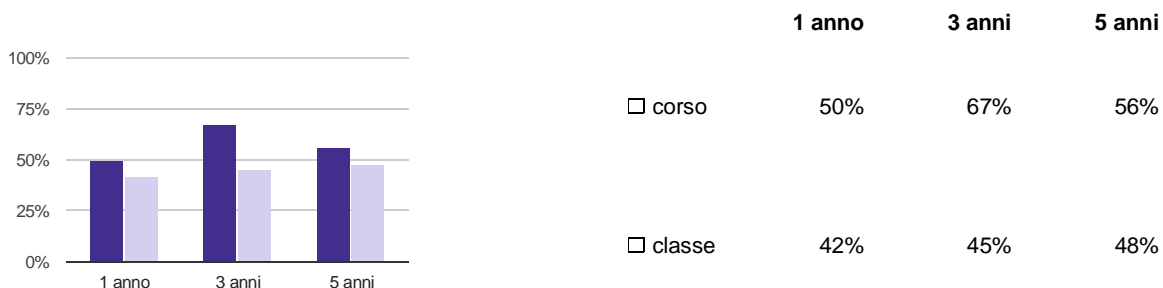 100%
75%
50%
25%
0%
1 anno 3 anni 5 anni
1 anno 3 anni 5 anni
corso 50% 67% 56%
classe 42% 45% 48%